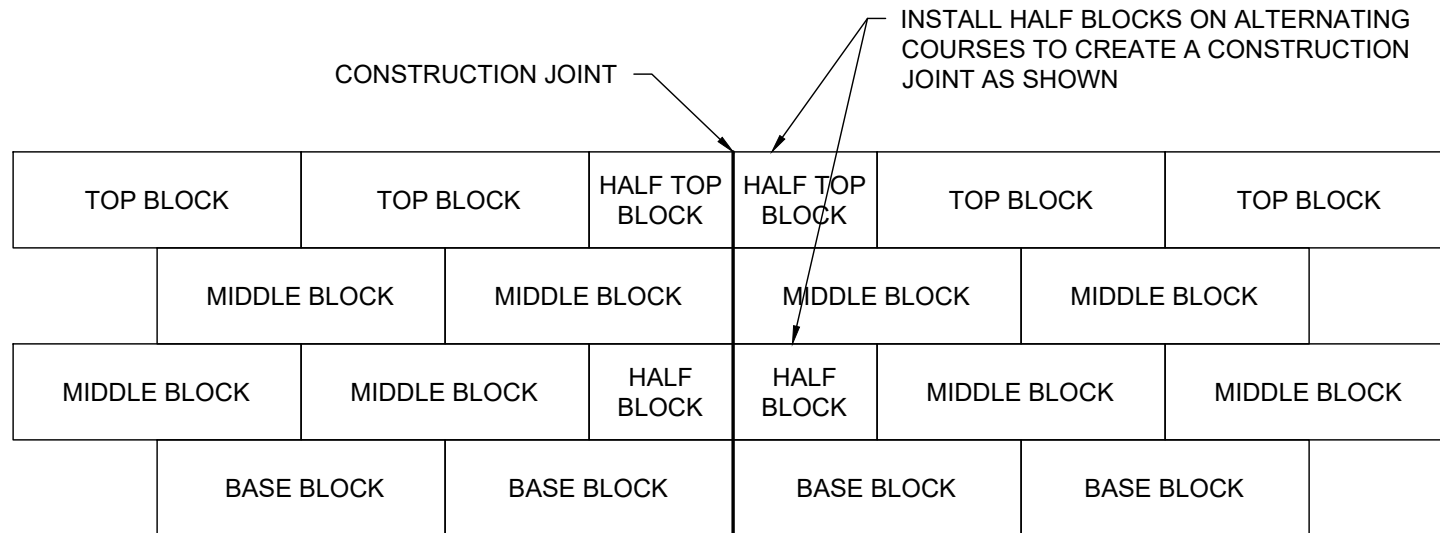 INSTALL HALF BLOCKS ON ALTERNATING
COURSES TO CREATE A CONSTRUCTION
JOINT AS SHOWN
CONSTRUCTION JOINT
TOP BLOCK
TOP BLOCK
HALF TOP
BLOCK
HALF TOP
BLOCK
TOP BLOCK
TOP BLOCK
MIDDLE BLOCK
MIDDLE BLOCK
MIDDLE BLOCK
MIDDLE BLOCK
MIDDLE BLOCK
MIDDLE BLOCK
HALF
BLOCK
HALF
BLOCK
MIDDLE BLOCK
MIDDLE BLOCK
BASE BLOCK
BASE BLOCK
BASE BLOCK
BASE BLOCK